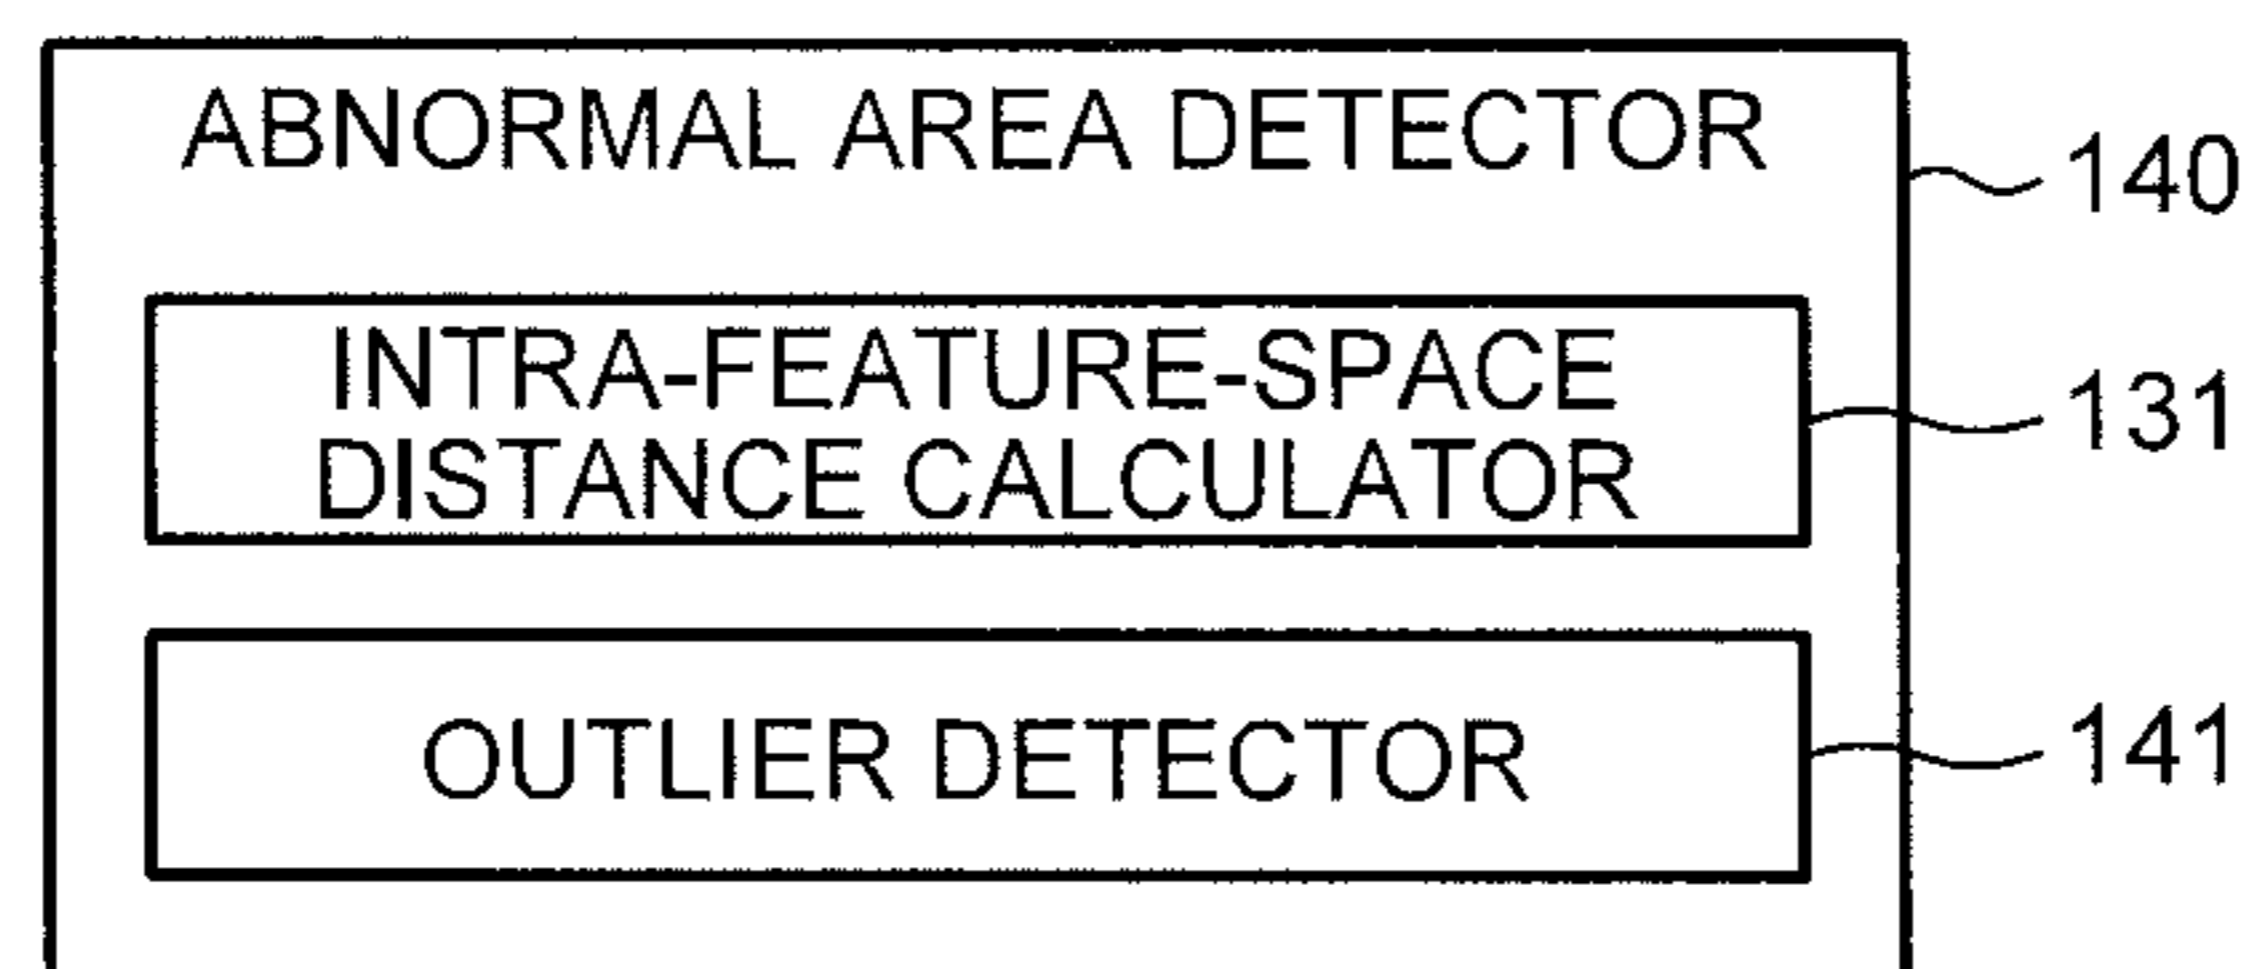 ABNORMAL AREA DETECTOR
140
INTRA-FEATURE-SPACE
DISTANCE CALCULATOR
131
OUTLIER DETECTOR
141